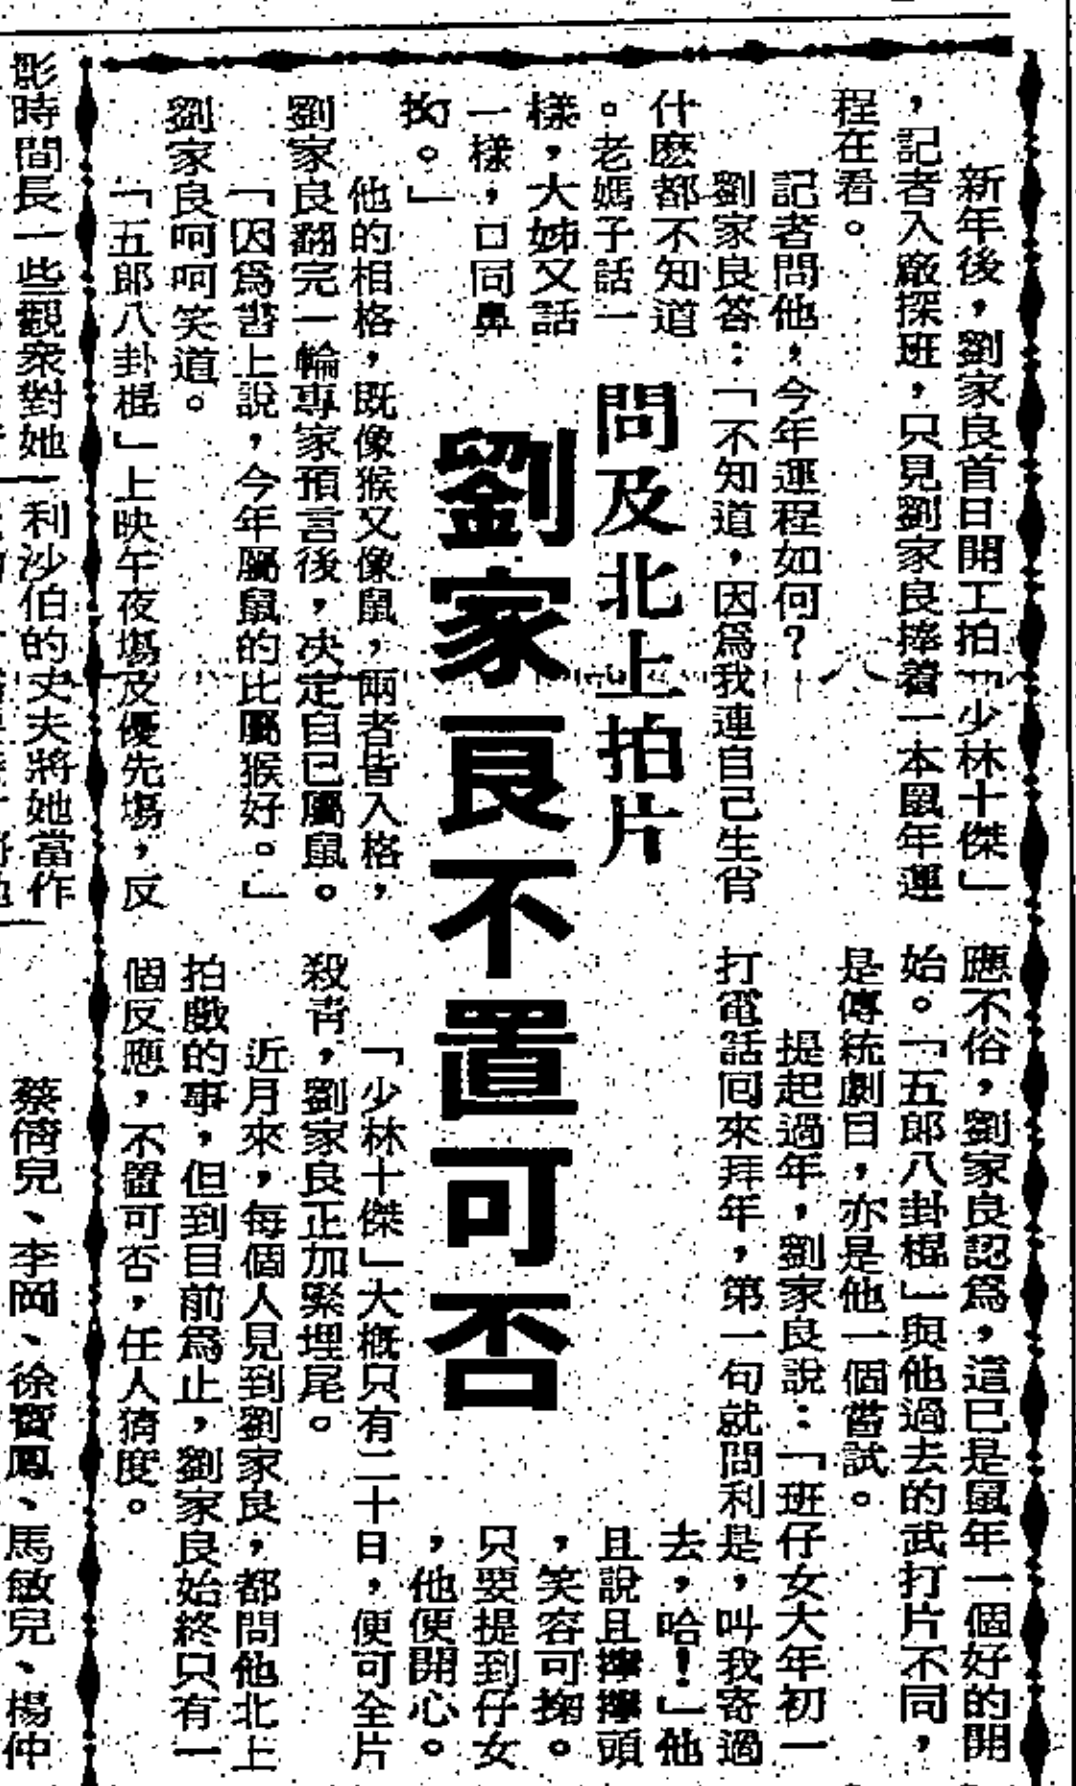 問及北上拍片
劉家良不置可否
新年後，劉家良首日開工拍「少林十傑」
，記者入廠探班，只見劉家良捧着一本鼠年運
程在看。
記者問他，今年運程如何？
劉家良答：「不知道，因爲我連自己生肖
什麽都不知道
。老媽子話一
樣，大姊又話
一樣，口同鼻
拗。」
他的相格，既像猴又像鼠，兩者皆入格，
劉家良翻完一輪專家預言後，决定自己屬鼠。
「因爲書上說，今年屬鼠的比屬猴好。」
劉家良呵呵笑道。
「五郎八卦棍」上映午夜塲及優先塲，反
應不俗，劉家良認爲，這已是鼠年一個好的開
始。「五郎八卦棍」與他過去的武打片不同，
是傳統劇目，亦是他一個嘗試。
提起過年，劉家良說：「班仔女大年初一
打電話回來拜年，第一句就問利是，叫我寄過
去，哈！」他
且說且擰擰頭
，笑容可掬。
只要提到仔女
，他便開心。
「少林十傑」大概只有二十日，便可全片
殺青，劉家良正加緊埋尾。
近月來，每個人見到劉家良，都問他北上
拍戲的事，但到目前爲止，劉家良始終只有一
個反應，不置可否，任人猜度。
影時間長一些觀衆對她
利沙伯的丈夫將她當作
蔡倩兒、李岡、徐寶鳳、馬敏兒、楊仲